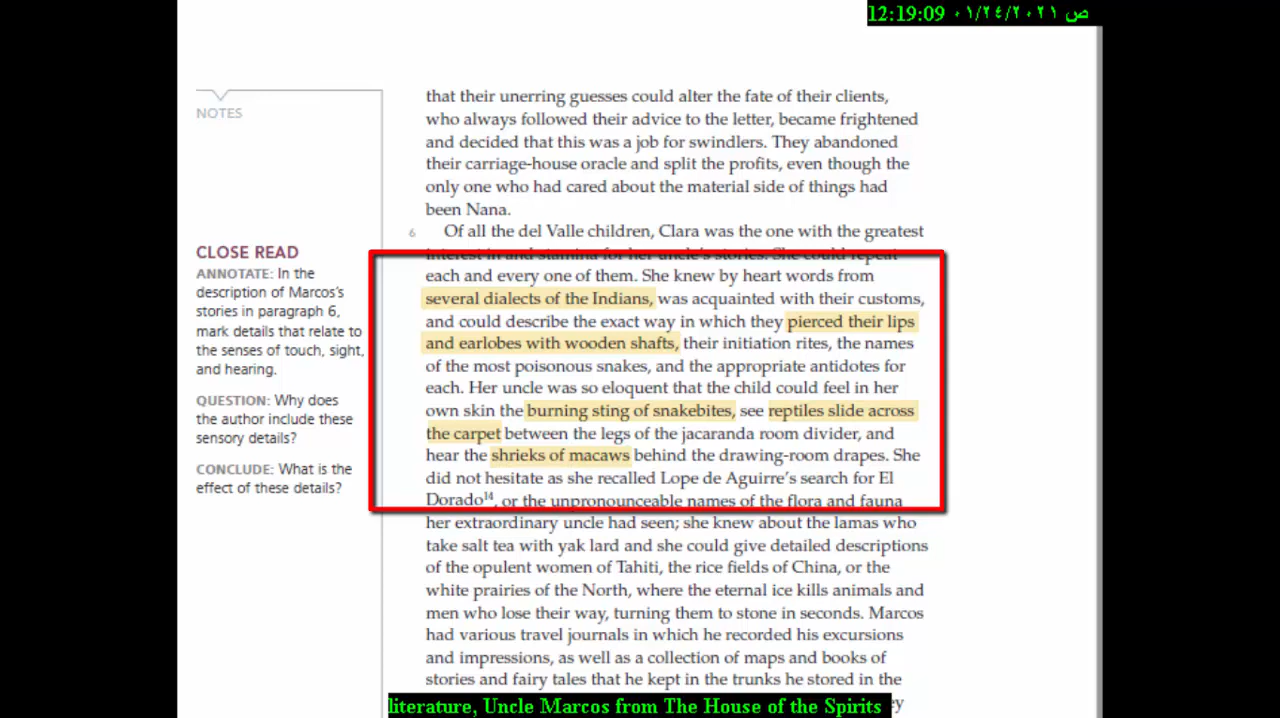 12:19:09 ٠١/٢٤/٢٠٢١ ص
NOTES
that their unerring guesses could alter the fate of their clients,
who always followed their advice to the letter, became frightened
and decided that this was a job for swindlers. They abandoned
their carriage-house oracle and split the profits, even though the
only one who had cared about the material side of things had
been Nana.
6 Of all the del Valle children, Clara was the one with the greatest
interest in and stamina for her uncle's stories. She could repeat
each and every one of them. She knew by heart words from
several dialects of the Indians, was acquainted with their customs,
and could describe the exact way in which they pierced their lips
and earlobes with wooden shafts, their initiation rites, the names
of the most poisonous snakes, and the appropriate antidotes for
each. Her uncle was so eloquent that the child could feel in her
own skin the burning sting of snakebites, see reptiles slide across
the carpet between the legs of the jacaranda room divider, and
hear the shrieks of macaws behind the drawing-room drapes. She
did not hesitate as she recalled Lope de Aguirre's search for El
Dorado14, or the unpronounceable names of the flora and fauna
her extraordinary uncle had seen; she knew about the lamas who
take salt tea with yak lard and she could give detailed descriptions
of the opulent women of Tahiti, the rice fields of China, or the
white prairies of the North, where the eternal ice kills animals and
men who lose their way, turning them to stone in seconds. Marcos
had various travel journals in which he recorded his excursions
and impressions, as well as a collection of maps and books of
stories and fairy tales that he kept in the trunks he stored in the
CLOSE READ
ANNOTATE: In the
description of Marcos's
stories in paragraph 6,
mark details that relate to
the senses of touch, sight,
and hearing.
QUESTION: Why does
the author include these
sensory details?
CONCLUDE: What is the
effect of these details?
literature, Uncle Marcos from The House of the Spirits